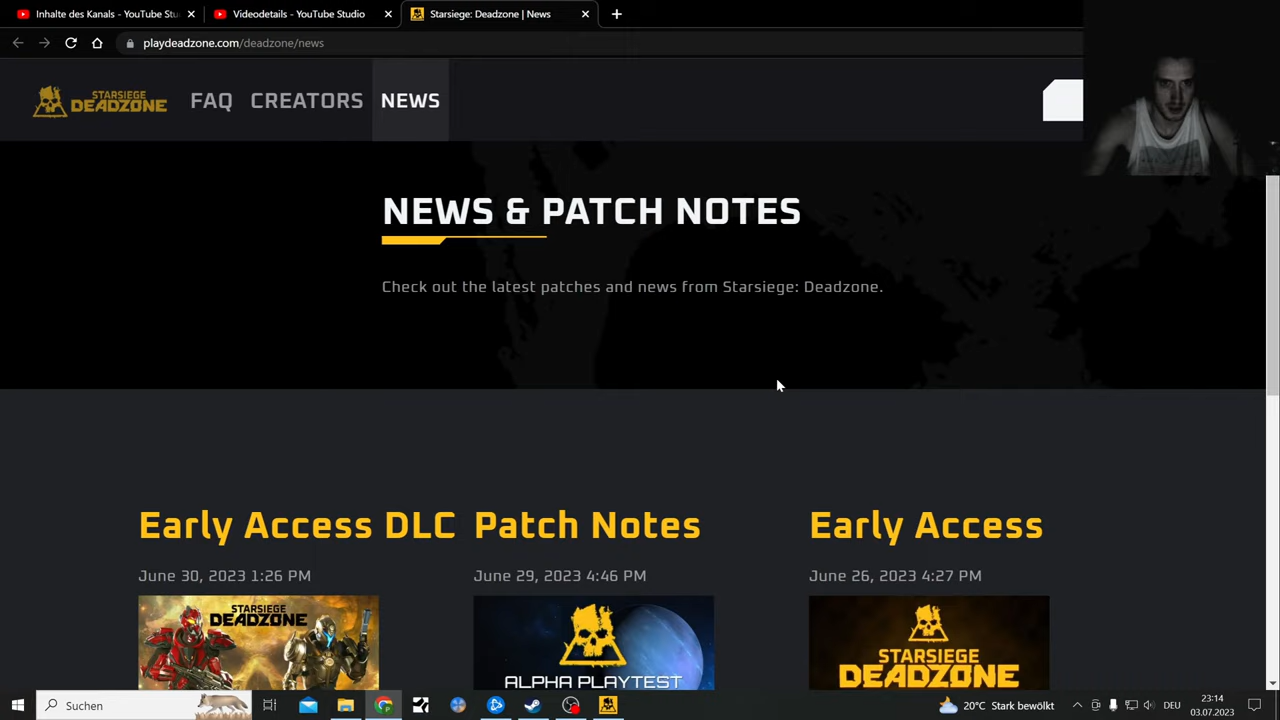 Inhalte des Kanals - YouTube Stu
Videodetails - YouTube Studio
Starsiege: Deadzone | News
playdeadzone.com/deadzone/news
STARSIEGE
DEADZONE
FAQ
CREATORS
NEWS
NEWS & PATCH NOTES
Check out the latest patches and news from Starsiege: Deadzone.
Early Access DLC
Patch Notes
Early Access
June 30, 2023 1:26 PM
June 29, 2023 4:46 PM
June 26, 2023 4:27 PM
STARSIEGE
DEADZONE
ALPHA PLAYTEST
STARSIEGE
DEADZONE
Suchen
20°C Stark bewölkt
DEU
23:14
03.07.2023